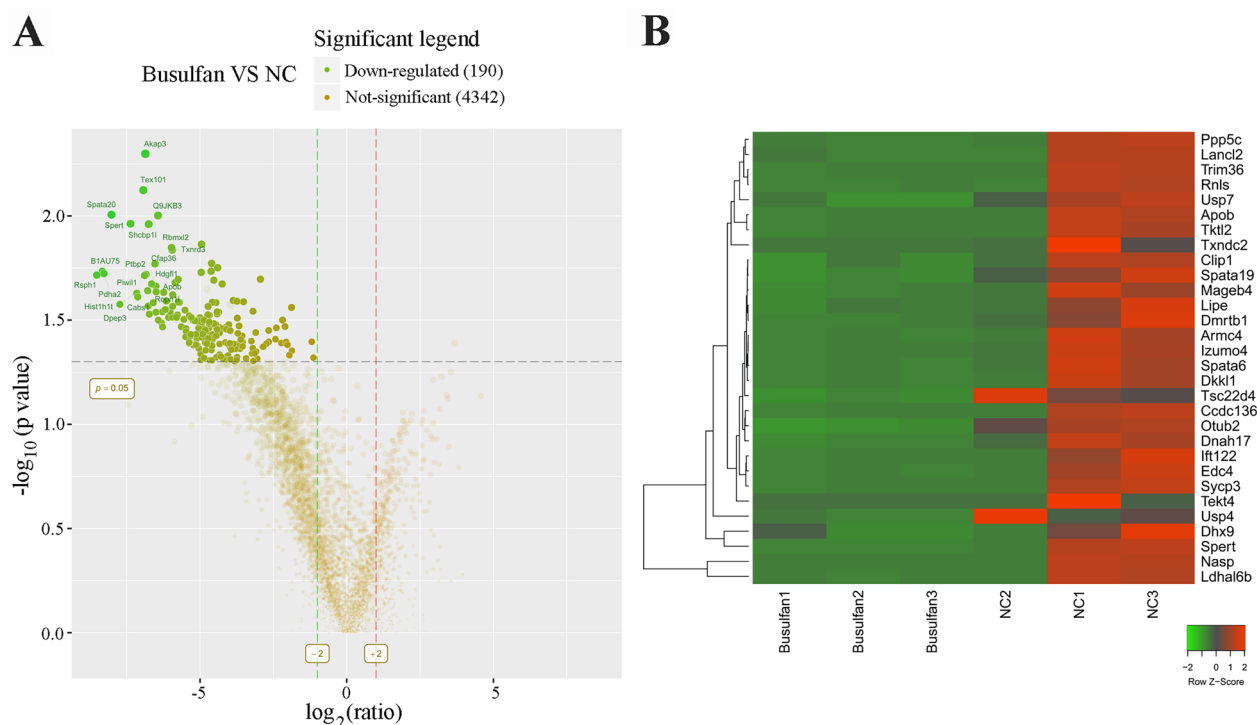 A
Significant legend
Busulfan VS NC
Down-regulated (190)
Not-significant (4342)
-log10 (p value)
2.0
1.5
1.0
0.5
0.0
Akap3
Tex101
Spata20
Q9JKB3
Spert
Shcbp1l
Rbmxl2
Txnrd3
Cfap36
Ptbp2
B1AU75
Hdgfl1
Rsph1
Piwil1
Apob
Pdha2
Hist1h1t
Cabs1
Dpep3
p = 0.05
−2
+2
-5
0
5
log2(ratio)
B
Ppp5c
Lancl2
Trim36
Rnls
Usp7
Apob
Tktl2
Txndc2
Clip1
Spata19
Mageb4
Lipe
Dmrtb1
Armc4
Izumo4
Spata6
Dkkl1
Tsc22d4
Ccdc136
Otub2
Dnah17
Ift122
Edc4
Sycp3
Tekt4
Usp4
Dhx9
Spert
Nasp
Ldhal6b
Busulfan1
Busulfan2
Busulfan3
NC2
NC1
NC3
−2 0 1 2
Row Z−Score